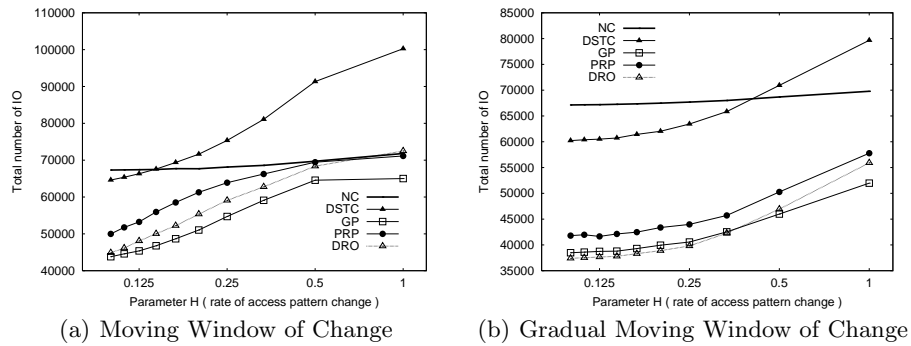 110000
100000
90000
80000
70000
60000
50000
40000
Total number of IO
0.125
0.25
0.5
1
Parameter H ( rate of access pattern change )
NC
DSTC
GP
PRP
DRO
(a) Moving Window of Change
85000
80000
75000
70000
65000
60000
55000
50000
45000
40000
35000
Total number of IO
0.125
0.25
0.5
1
Parameter H ( rate of access pattern change )
NC
DSTC
GP
PRP
DRO
(b) Gradual Moving Window of Change